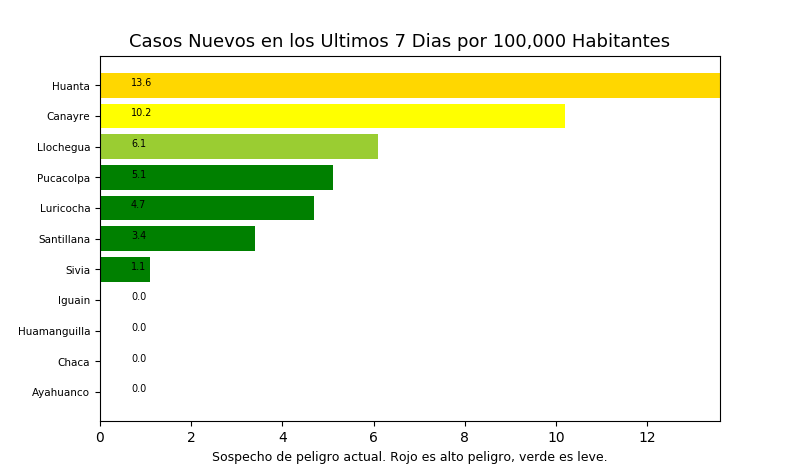 Casos Nuevos en los Ultimos 7 Dias por 100,000 Habitantes
Huanta 13.6
Canayre 10.2
Llochegua 6.1
Pucacolpa 5.1
Luricocha 4.7
Santillana 3.4
Sivia 1.1
Iguain 0.0
Huamanguilla 0.0
Chaca 0.0
Ayahuanco 0.0
0 2 4 6 8 10 12
Sospecho de peligro actual. Rojo es alto peligro, verde es leve.